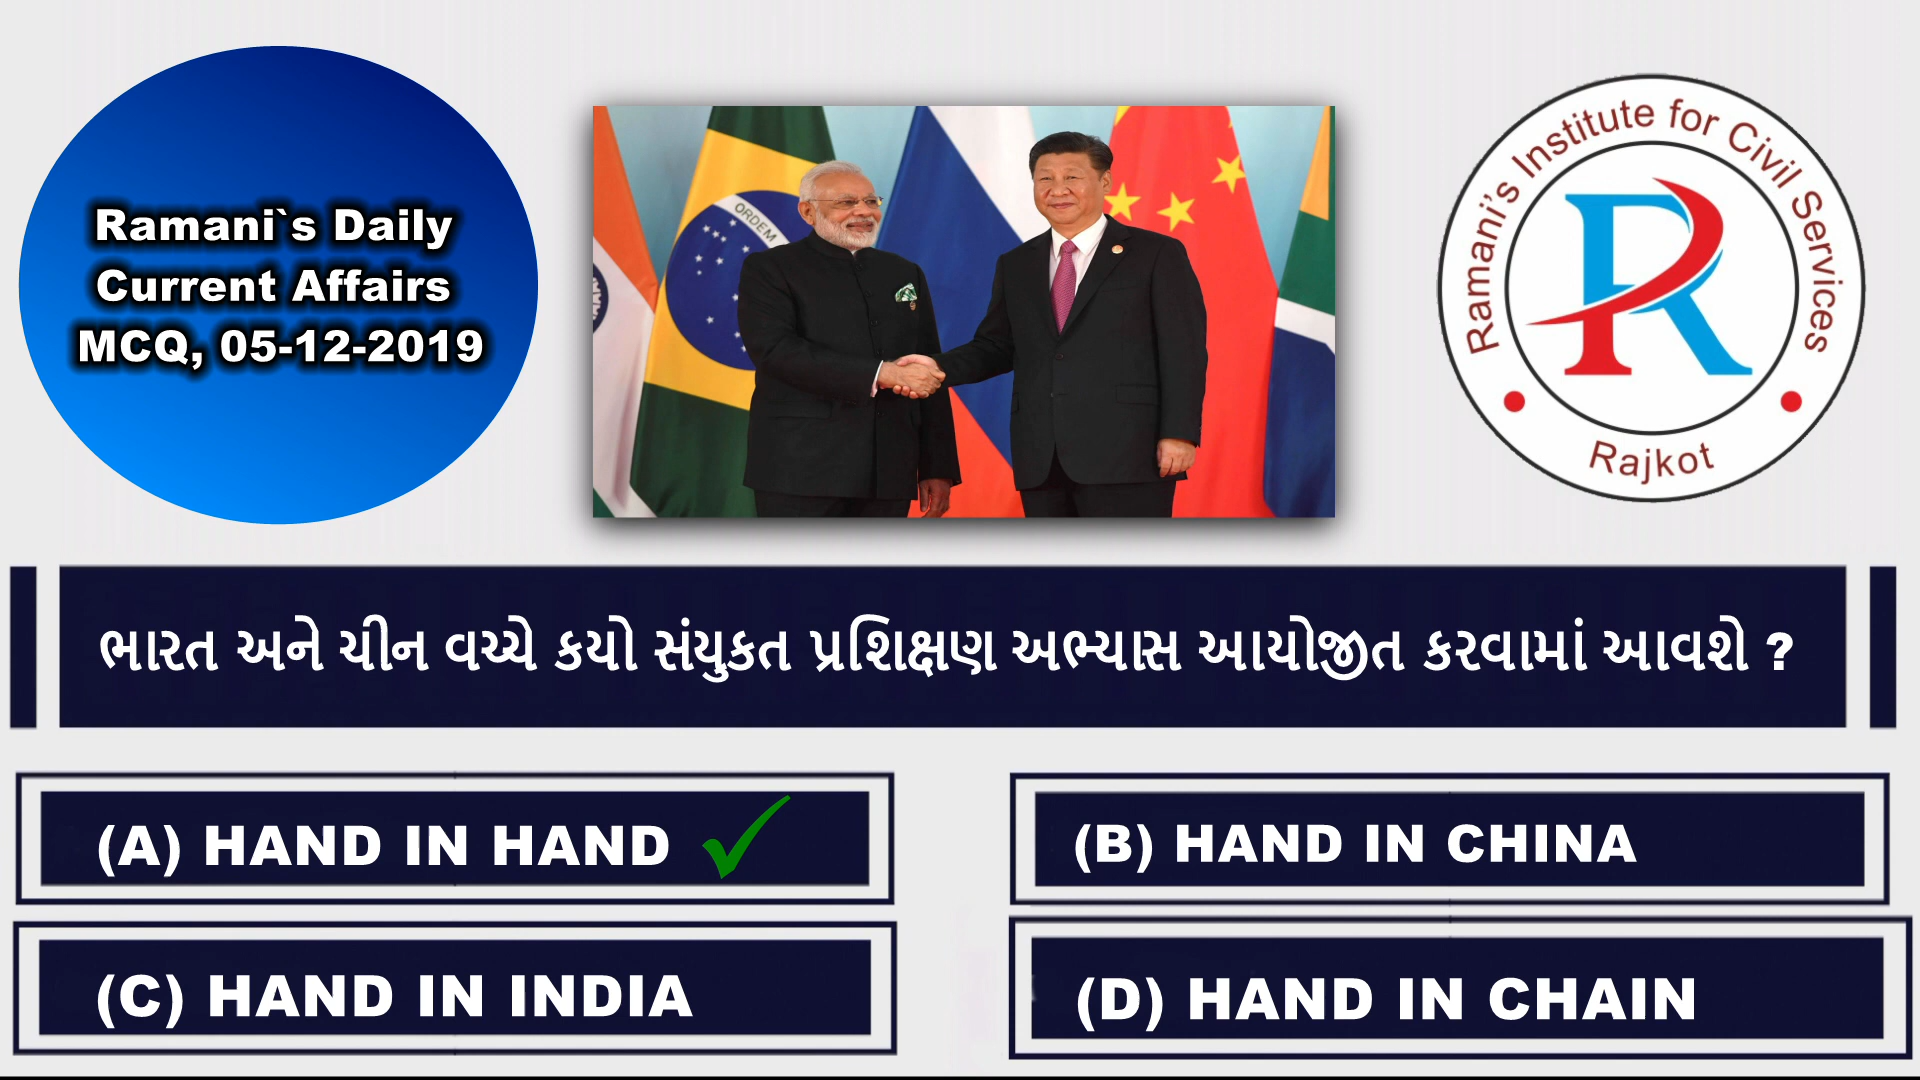 Ramani`s Daily
Current Affairs
MCQ, 05-12-2019
ORDEM
Ramani's Institute for Civil Services
R
Rajkot
ભારત અને ચીન વચ્ચે કયો સંયુકત પ્રશિક્ષણ અભ્યાસ આયોજીત કરવામાં આવશે ?
(A) HAND IN HAND
(B) HAND IN CHINA
(C) HAND IN INDIA
(D) HAND IN CHAIN